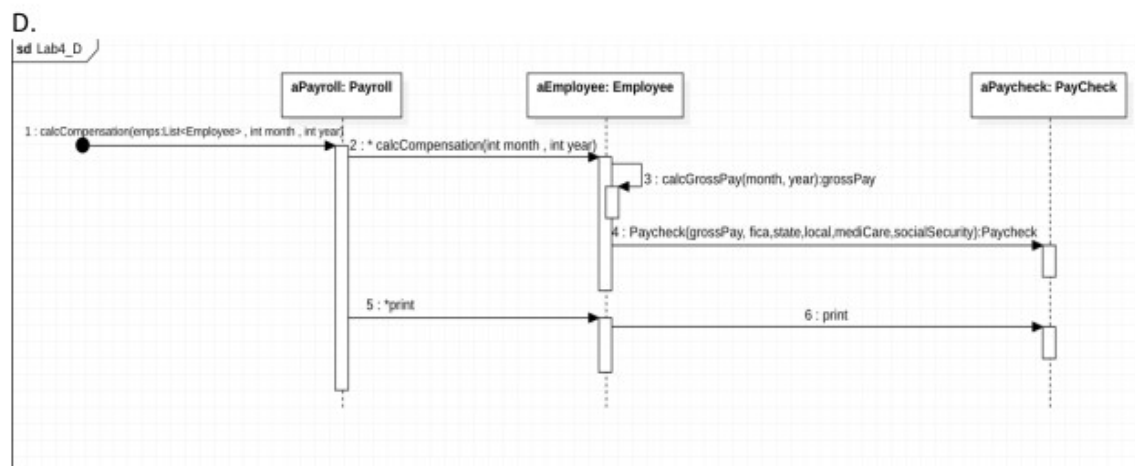 D.
sd Lab4_D
aPayroll: Payroll
aEmployee: Employee
aPaycheck: PayCheck
1 : calcCompensation(emps:List<Employee> , int month , int year)
2 : * calcCompensation(int month , int year)
3 : calcGrossPay(month, year):grossPay
4 : Paycheck(grossPay, fica,state,local,mediCare,socialSecurity):Paycheck
5 : *print
6 : print